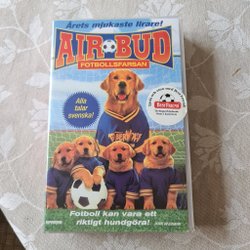 Årets mjukaste lirare!
AIR BUD
FOTBOLLSFARSAN
Alla
talar
svenska!
Fotboll kan vara ett
riktigt hundgöra!